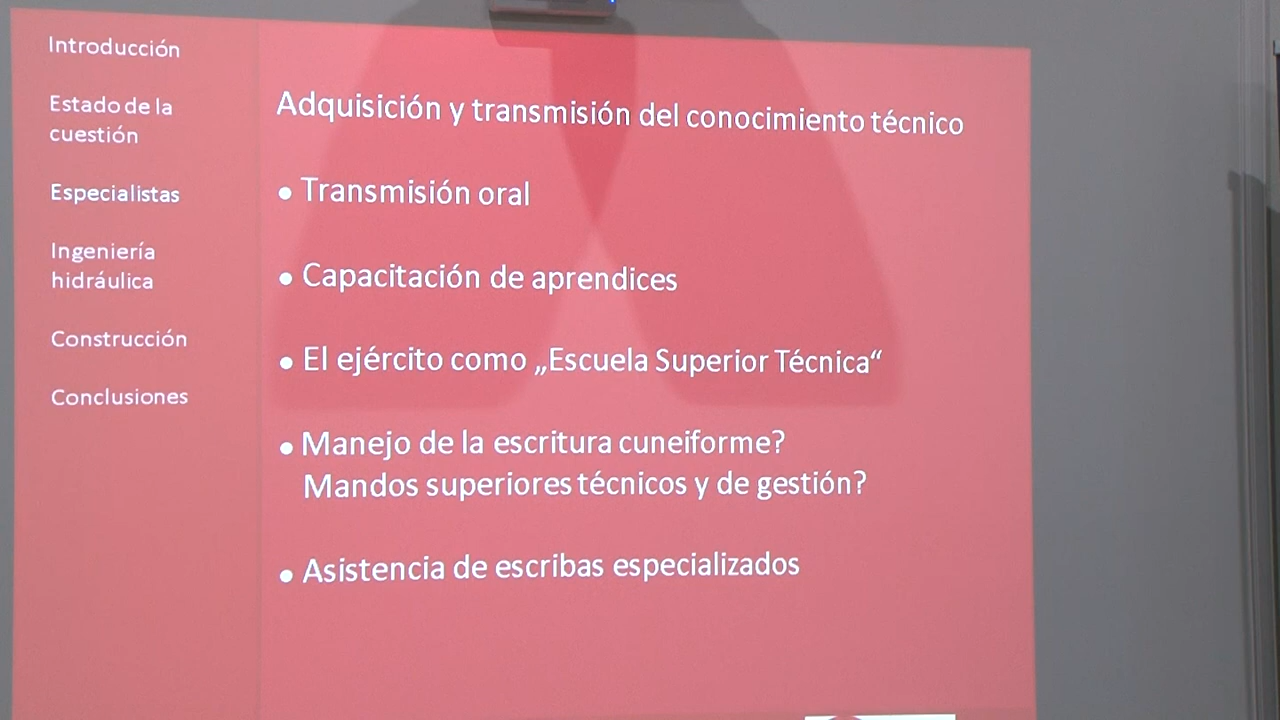 Introducción
Estado de la
cuestión
Especialistas
Ingeniería
hidráulica
Construcción
Conclusiones
Adquisición y transmisión del conocimiento técnico
● Transmisión oral
● Capacitación de aprendices
● El ejército como „Escuela Superior Técnica“
● Manejo de la escritura cuneiforme?
Mandos superiores técnicos y de gestión?
● Asistencia de escribas especializados